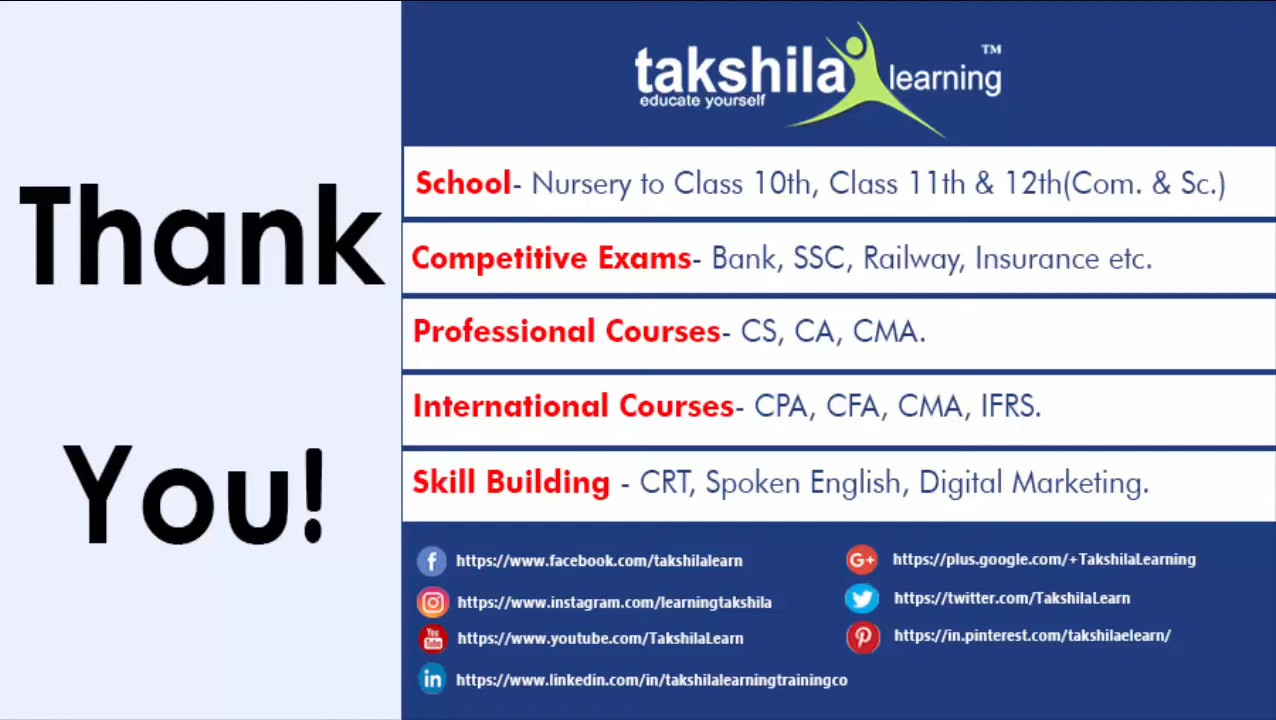 Thank
You!
takshila learning ™
educate yourself
School- Nursery to Class 10th, Class 11th & 12th(Com. & Sc.)
Competitive Exams- Bank, SSC, Railway, Insurance etc.
Professional Courses- CS, CA, CMA.
International Courses- CPA, CFA, CMA, IFRS.
Skill Building - CRT, Spoken English, Digital Marketing.
f https://www.facebook.com/takshilalearn
https://www.instagram.com/learningtakshila
You Tube https://www.youtube.com/TakshilaLearn
in https://www.linkedin.com/in/takshilalearningtrainingco
G+ https://plus.google.com/+TakshilaLearning
https://twitter.com/TakshilaLearn
https://in.pinterest.com/takshilaelearn/